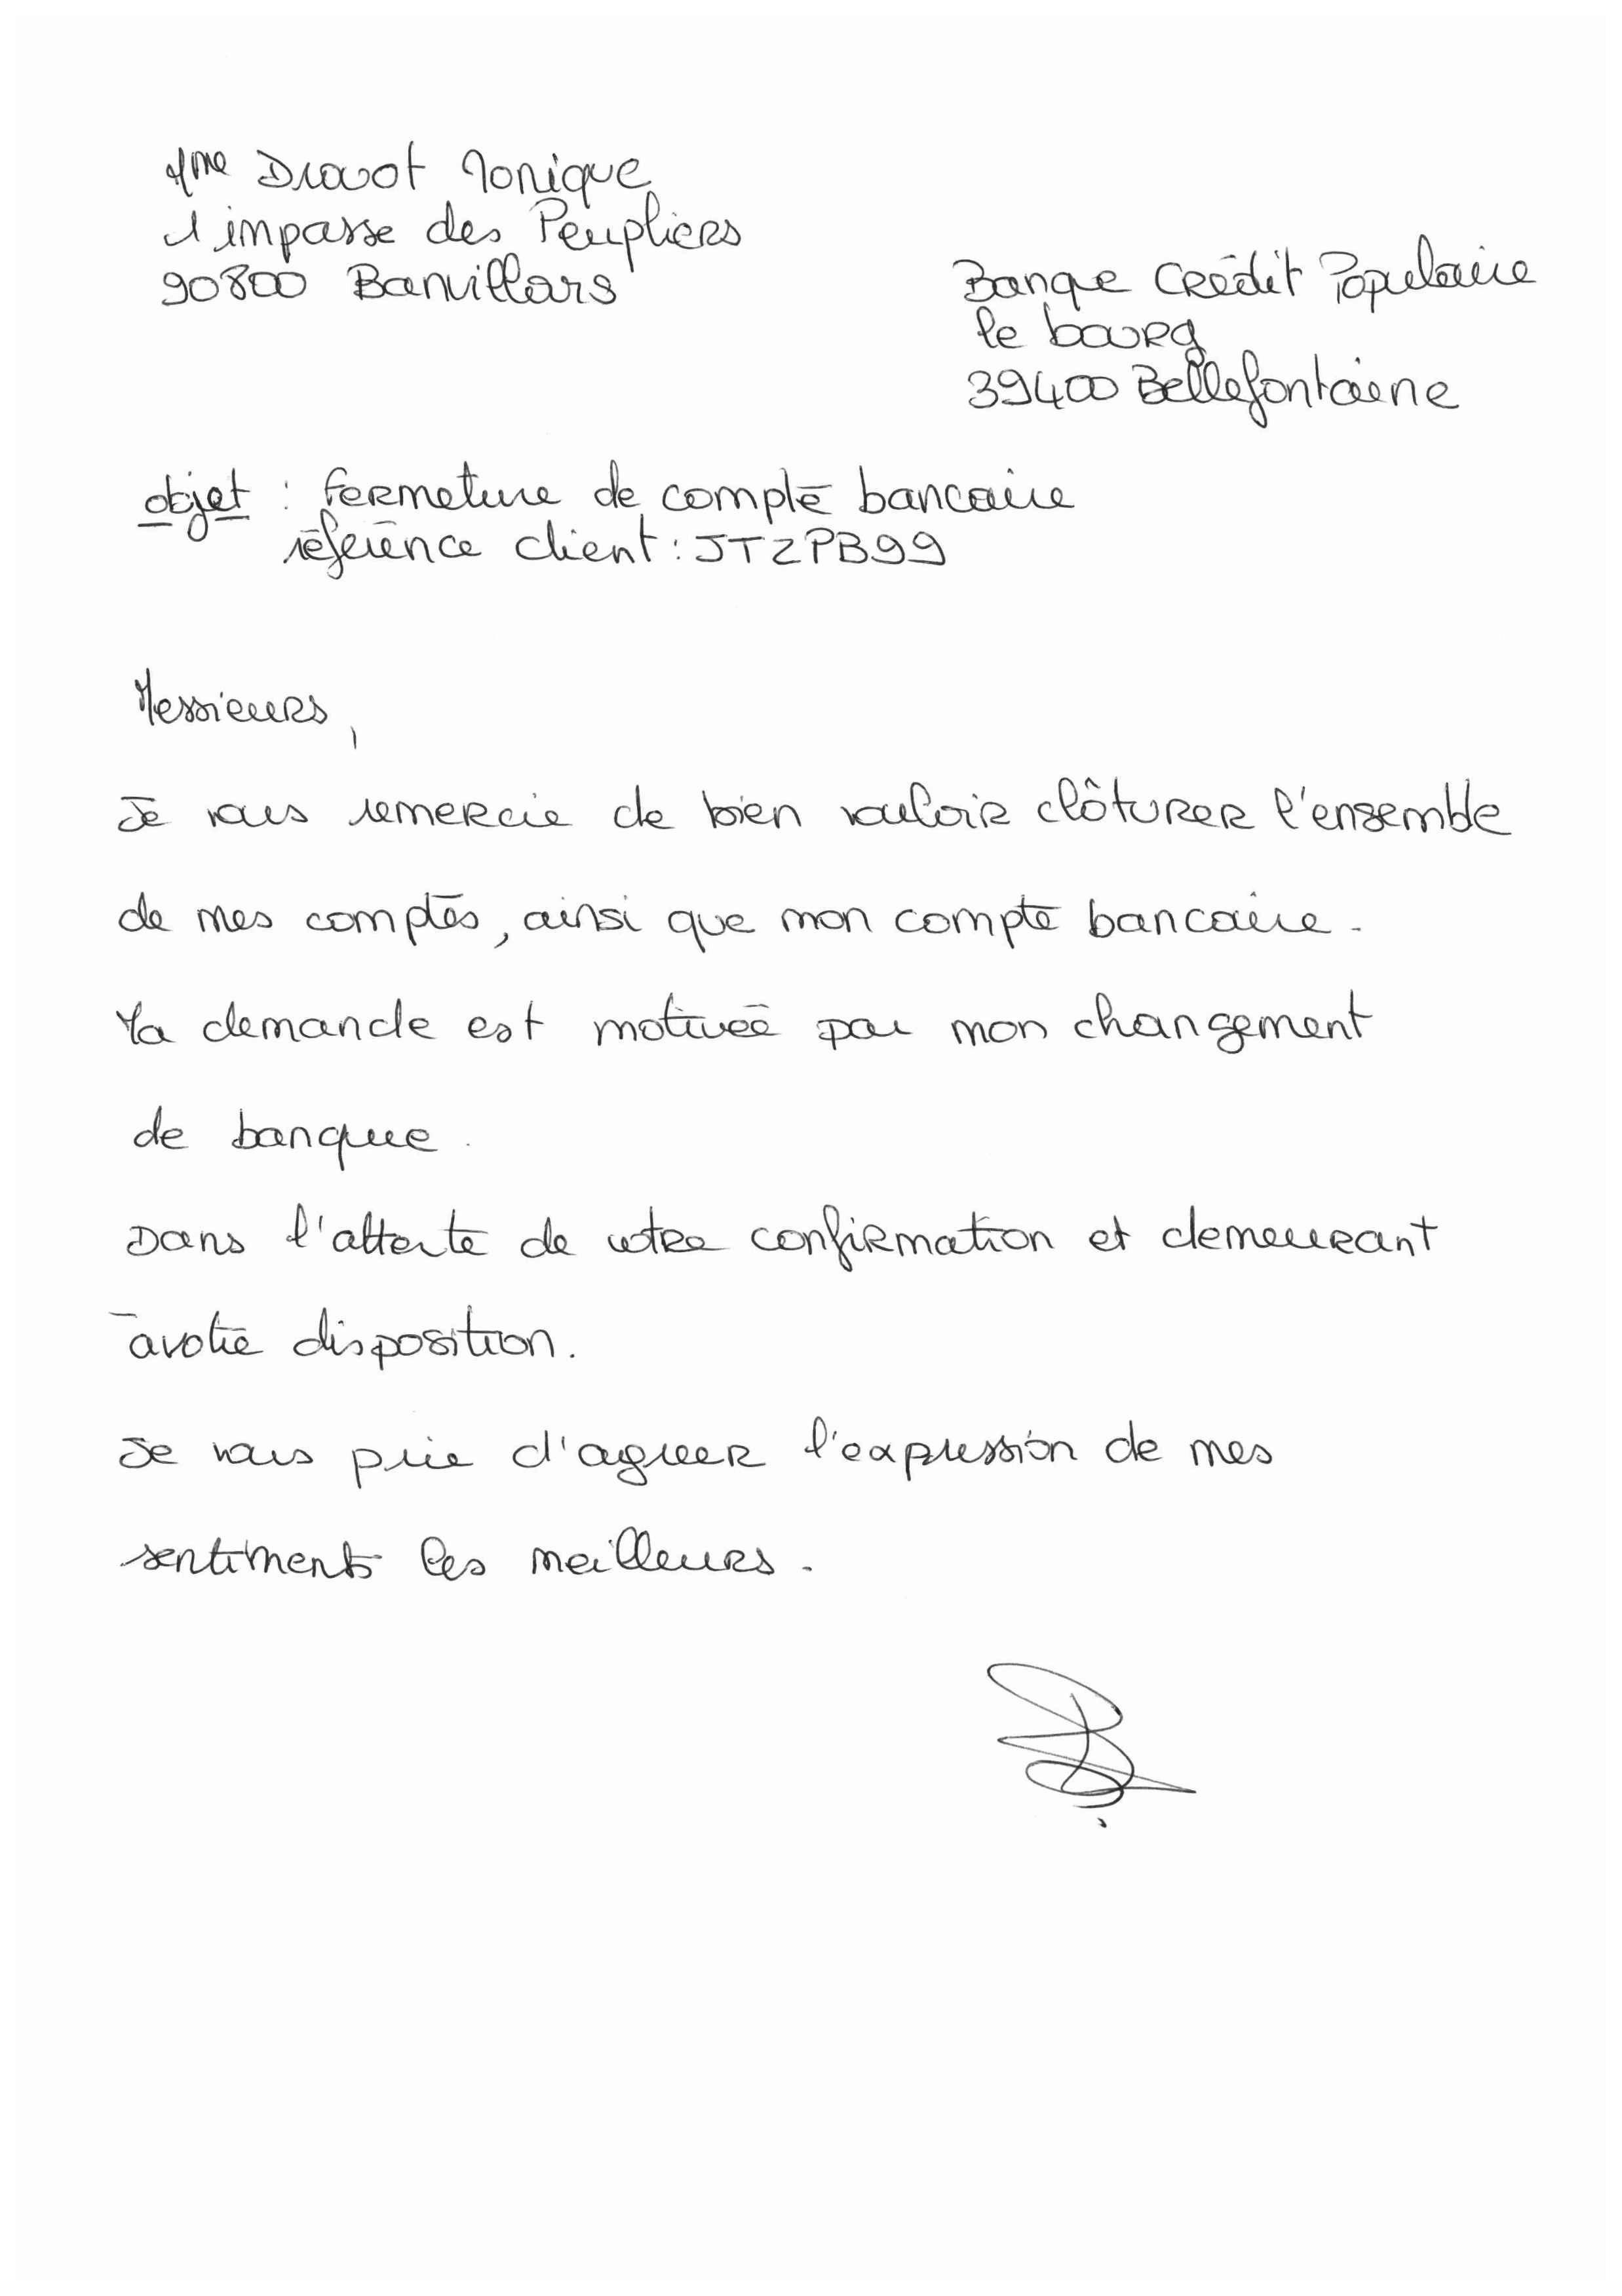 Mme Dravot Monique
1 impasse des Peupliers
90800 Banvillars
Banque Crédit Populaire
le bourg
39400 Bellefontaine
objet : fermeture de compte bancaire
référence client : JTZPB99
Messieurs,
Je vous remercie de bien vouloir clôturer l'ensemble
de mes comptes, ainsi que mon compte bancaire.
Ma demande est motivée par mon changement
de banque.
Dans l'attente de votre confirmation et demeurant
à votre disposition.
Je vous prie d'agreer l'expression de mes
sentiments les meilleurs.